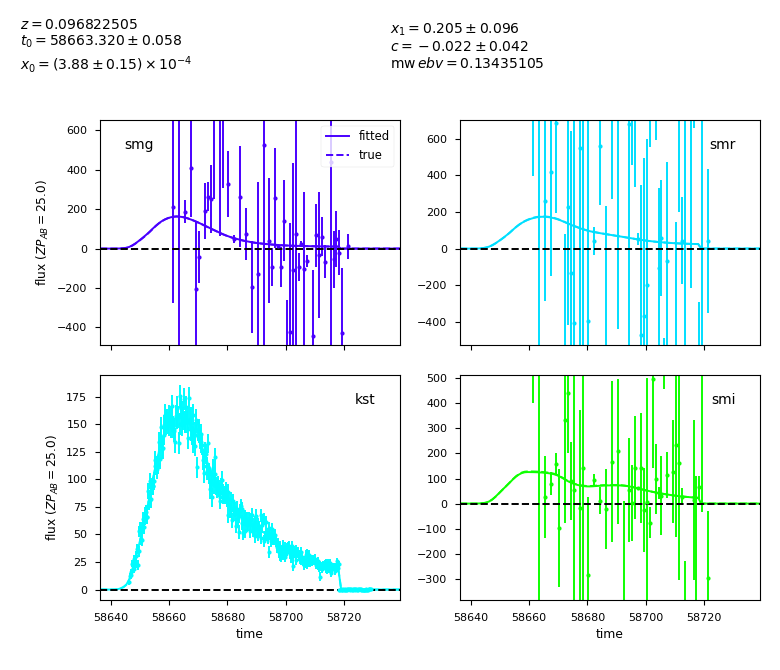 z = 0.096822505
t₀ = 58663.320 ± 0.058
x₀ = (3.88 ± 0.15) × 10⁻⁴
x₁ = 0.205 ± 0.096
c = −0.022 ± 0.042
mw ebv = 0.13435105
smg
fitted
true
600
400
200
0
−200
−400
flux (ZP_AB = 25.0)
smr
600
400
200
0
−200
−400
kst
175
150
125
100
75
50
25
0
flux (ZP_AB = 25.0)
58640 58660 58680 58700 58720
time
smi
500
400
300
200
100
0
−100
−200
−300
58640 58660 58680 58700 58720
time